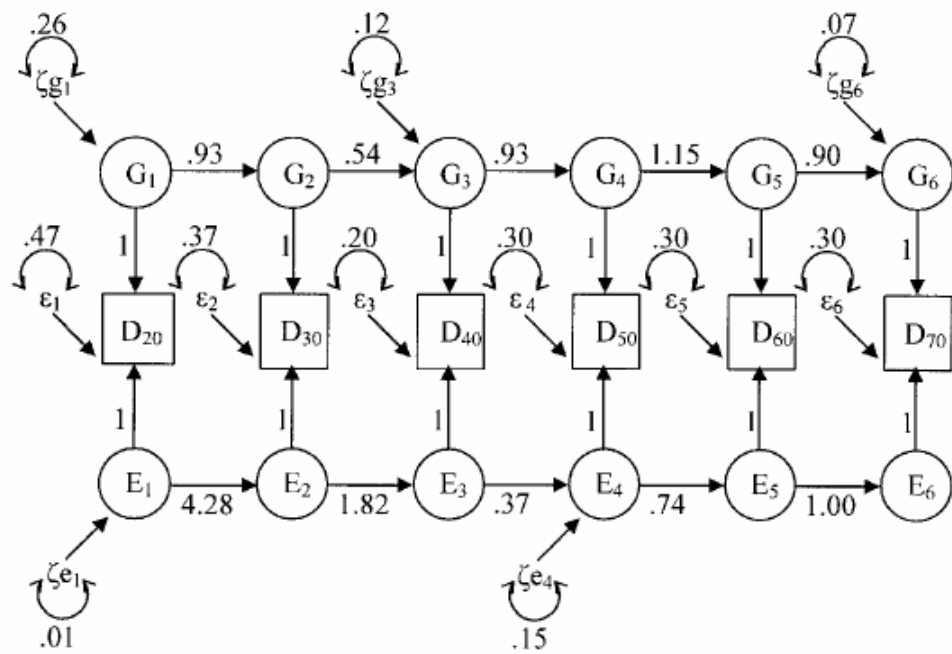 .26 .12 .07
ζg₁ ζg₃ ζg₆
G₁ .93 G₂ .54 G₃ .93 G₄ 1.15 G₅ .90 G₆
.47 .37 .20 .30 .30 .30
1 1 1 1 1 1
ε₁ ε₂ ε₃ ε₄ ε₅ ε₆
D₂₀ D₃₀ D₄₀ D₅₀ D₆₀ D₇₀
1 1 1 1 1 1
E₁ E₂ E₃ E₄ E₅ E₆
4.28 1.82 .37 .74 1.00
ζe₁ ζe₄
.01 .15